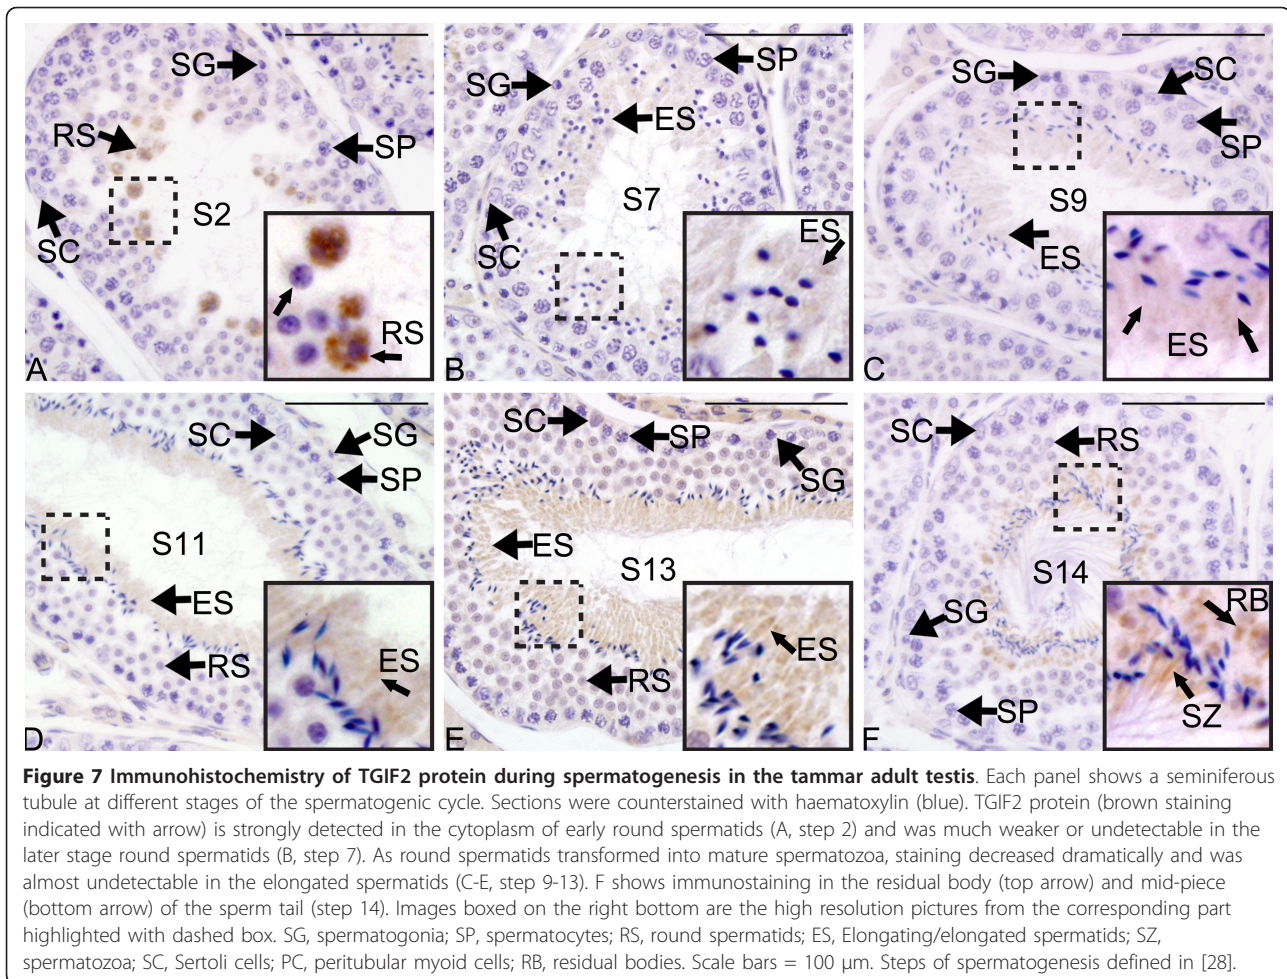 SG
RS
SP
S2
SC
RS
A
SP
SG
ES
S7
SC
ES
B
SG
SC
SP
S9
ES
ES
C
SC
SG
SP
S11
ES
RS
ES
D
SC
SP
SG
ES
S13
ES
RS
E
SC
RS
S14
SG
RB
SP
SZ
F
Figure 7 Immunohistochemistry of TGIF2 protein during spermatogenesis in the tammar adult testis. Each panel shows a seminiferous
tubule at different stages of the spermatogenic cycle. Sections were counterstained with haematoxylin (blue). TGIF2 protein (brown staining
indicated with arrow) is strongly detected in the cytoplasm of early round spermatids (A, step 2) and was much weaker or undetectable in the
later stage round spermatids (B, step 7). As round spermatids transformed into mature spermatozoa, staining decreased dramatically and was
almost undetectable in the elongated spermatids (C-E, step 9-13). F shows immunostaining in the residual body (top arrow) and mid-piece
(bottom arrow) of the sperm tail (step 14). Images boxed on the right bottom are the high resolution pictures from the corresponding part
highlighted with dashed box. SG, spermatogonia; SP, spermatocytes; RS, round spermatids; ES, Elongating/elongated spermatids; SZ,
spermatozoa; SC, Sertoli cells; PC, peritubular myoid cells; RB, residual bodies. Scale bars = 100 μm. Steps of spermatogenesis defined in [28].